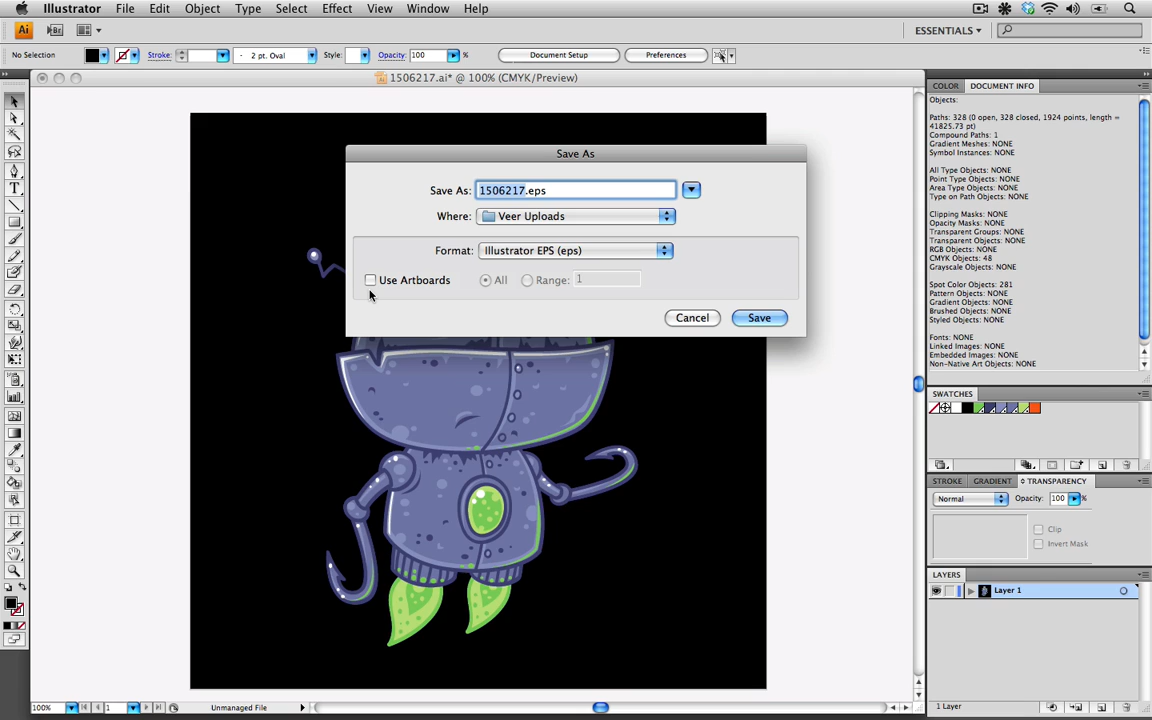 Illustrator File Edit Object Type Select Effect View Window Help
Ai Br ESSENTIALS
No Selection Stroke: 2 pt. Oval Style: Opacity: 100 % Document Setup Preferences
1506217.ai* @ 100% (CMYK/Preview)
Save As
Save As: 1506217.eps
Where: Veer Uploads
Format: Illustrator EPS (eps)
Use Artboards All Range: 1
Cancel Save
COLOR DOCUMENT INFO
Objects:
Paths: 328 (0 open, 328 closed, 1924 points, length =
41825.73 pt)
Compound Paths: 1
Gradient Meshes: NONE
Symbol Instances: NONE
All Type Objects: NONE
Point Type Objects: NONE
Area Type Objects: NONE
Type on Path Objects: NONE
Clipping Masks: NONE
Opacity Masks: NONE
Transparent Groups: NONE
Transparent Objects: NONE
RGB Objects: NONE
CMYK Objects: 48
Grayscale Objects: NONE
Spot Color Objects: 281
Pattern Objects: NONE
Gradient Objects: NONE
Brushed Objects: NONE
Styled Objects: NONE
Fonts: NONE
Linked Images: NONE
Embedded Images: NONE
Non-Native Art Objects: NONE
SWATCHES
STROKE GRADIENT TRANSPARENCY
Normal Opacity: 100 %
Clip
Invert Mask
LAYERS
Layer 1
1 Layer
100% 1 Unmanaged File